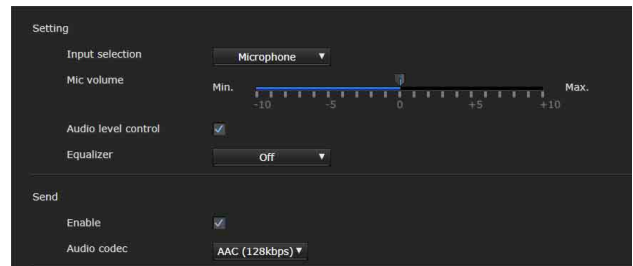 Setting
Input selection Microphone
Mic volume Min. Max.
-10 -5 0 +5 +10
Audio level control
Equalizer Off
Send
Enable
Audio codec AAC (128kbps)